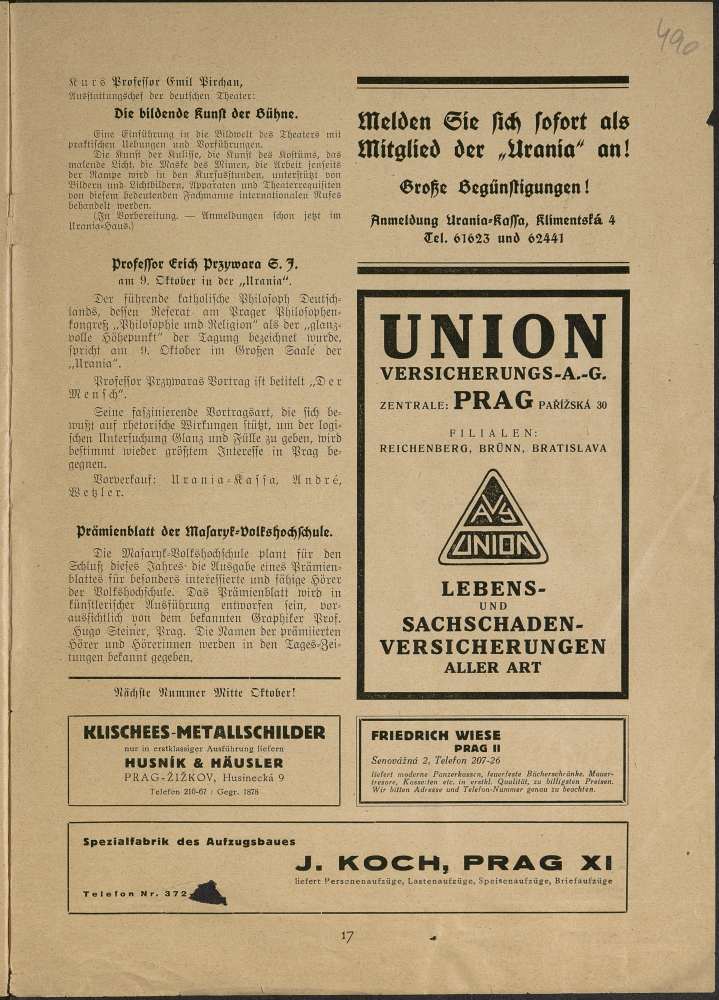 490
Kurs Professor Emil Pirchan,
Ausstattungschef der deutschen Theater:
Die bildende Kunst der Bühne.
Eine Einführung in die Bildwelt des Theaters mit
praktischen Uebungen und Vorführungen.
Die Kunst der Kulisse, die Kunst des Kostüms, das
malende Licht, die Maske des Mimen, die Arbeit jenseits
der Rampe wird in den Kursusstunden, unterstützt von
Bildern und Lichtbildern, Apparaten und Theaterrequisiten
von diesem bedeutenden Fachmanne internationalen Rufes
behandelt werden.
(In Vorbereitung. — Anmeldungen schon jetzt im
Urania-Haus.)
Professor Erich Przywara S. J.
am 9. Oktober in der „Urania“.
Der führende katholische Philosoph Deutsch-
lands, dessen Referat am Prager Philosophen-
kongreß „Philosophie und Religion“ als der „glanz-
volle Höhepunkt“ der Tagung bezeichnet wurde,
spricht am 9. Oktober im Großen Saale der
„Urania“.
Professor Przywaras Vortrag ist betitelt „Der
Mensch“.
Seine faszinierende Vortragsart, die sich be-
wußt auf rhetorische Wirkungen stützt, um der logi-
schen Untersuchung Glanz und Fülle zu geben, wird
bestimmt wieder größtem Interesse in Prag be-
gegnen.
Vorverkauf: Urania-Kassa, André,
Wetzler.
Prämienblatt der Masaryk-Volkshochschule.
Die Masaryk-Volkshochschule plant für den
Schluß dieses Jahres die Ausgabe eines Prämien-
blattes für besonders interessierte und fähige Hörer
der Volkshochschule. Das Prämienblatt wird in
künstlerischer Ausführung entworfen sein, vor-
aussichtlich von dem bekannten Graphiker Prof.
Hugo Steiner, Prag. Die Namen der prämiierten
Hörer und Hörerinnen werden in den Tages-Zei-
tungen bekannt gegeben.
Nächste Nummer Mitte Oktober!
Melden Sie sich sofort als
Mitglied der „Urania“ an!
Große Begünstigungen!
Anmeldung Urania-Kassa, Klimentská 4
Tel. 61623 und 62441
UNION
VERSICHERUNGS-A.-G.
ZENTRALE: PRAG PAŘÍŽSKÁ 30
FILIALEN:
REICHENBERG, BRÜNN, BRATISLAVA
AVS
UNION
LEBENS-
UND
SACHSCHADEN-
VERSICHERUNGEN
ALLER ART
KLISCHEES-METALLSCHILDER
nur in erstklassiger Ausführung liefern
HUSNÍK & HÄUSLER
PRAG-ŽIŽKOV, Husinecká 9
Telefon 210-67 / Gegr. 1878
FRIEDRICH WIESE
PRAG II
Senovážná 2, Telefon 207-26
liefert moderne Panzerkassen, feuerfeste Bücherschränke, Mauer-
tresore, Kassetten etc. in erstkl. Qualität, zu billigsten Preisen.
Wir bitten Adresse und Telefon-Nummer genau zu beachten.
Spezialfabrik des Aufzugsbaues
J. KOCH, PRAG XI
liefert Personenaufzüge, Lastenaufzüge, Speisenaufzüge, Briefaufzüge
Telefon Nr. 372
17